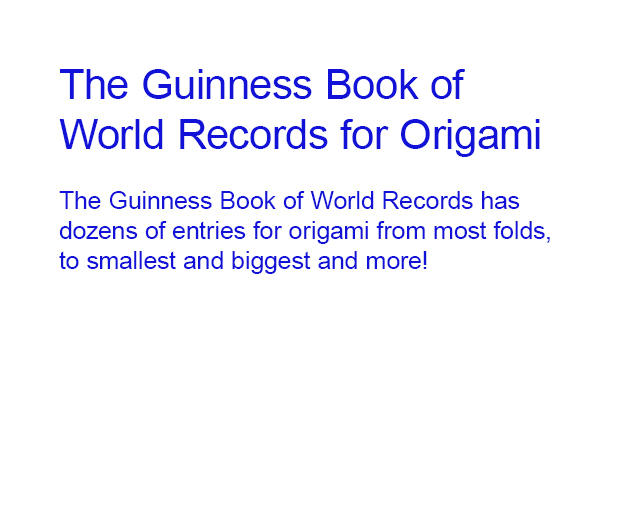 The Guinness Book of
World Records for Origami
The Guinness Book of World Records has
dozens of entries for origami from most folds,
to smallest and biggest and more!